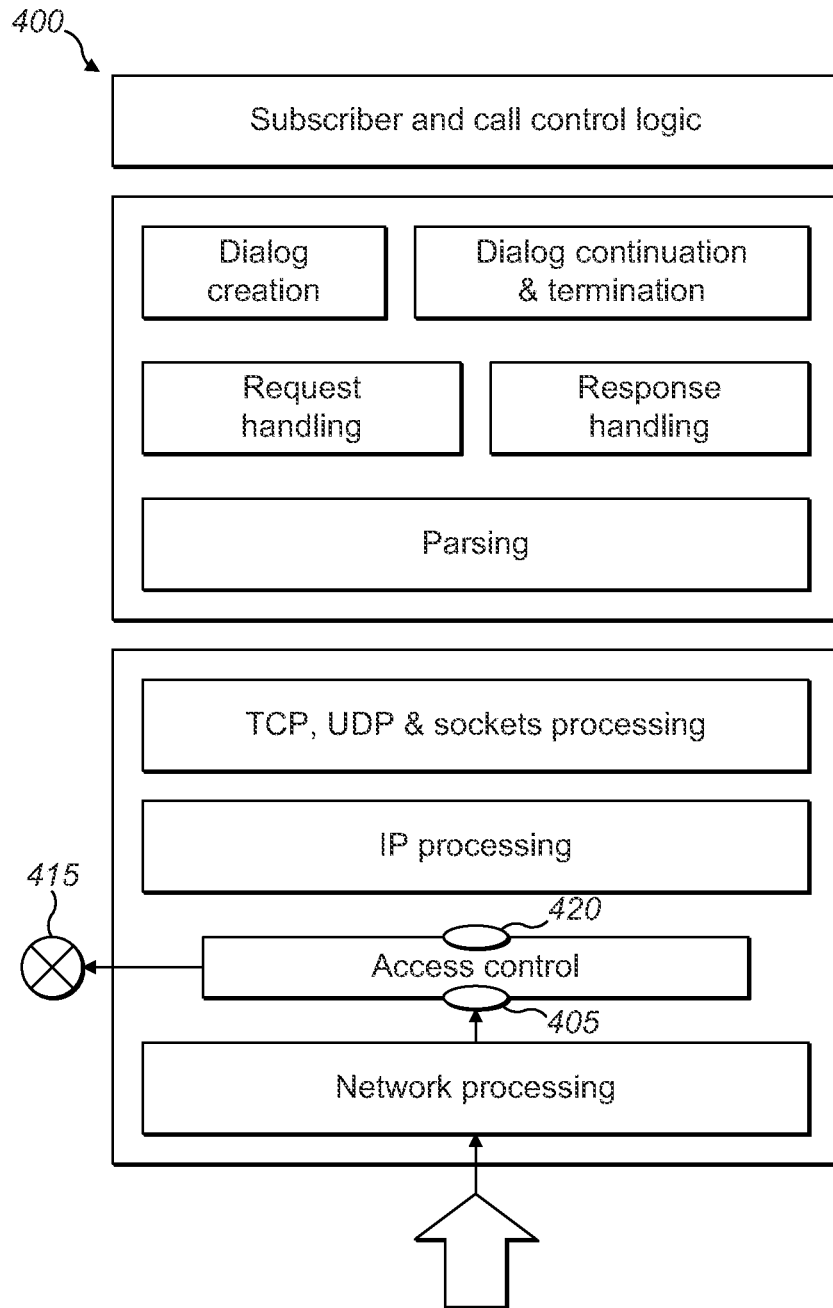 400
Subscriber and call control logic
Dialog
creation
Dialog continuation
& termination
Request
handling
Response
handling
Parsing
TCP, UDP & sockets processing
IP processing
415
420
Access control
405
Network processing